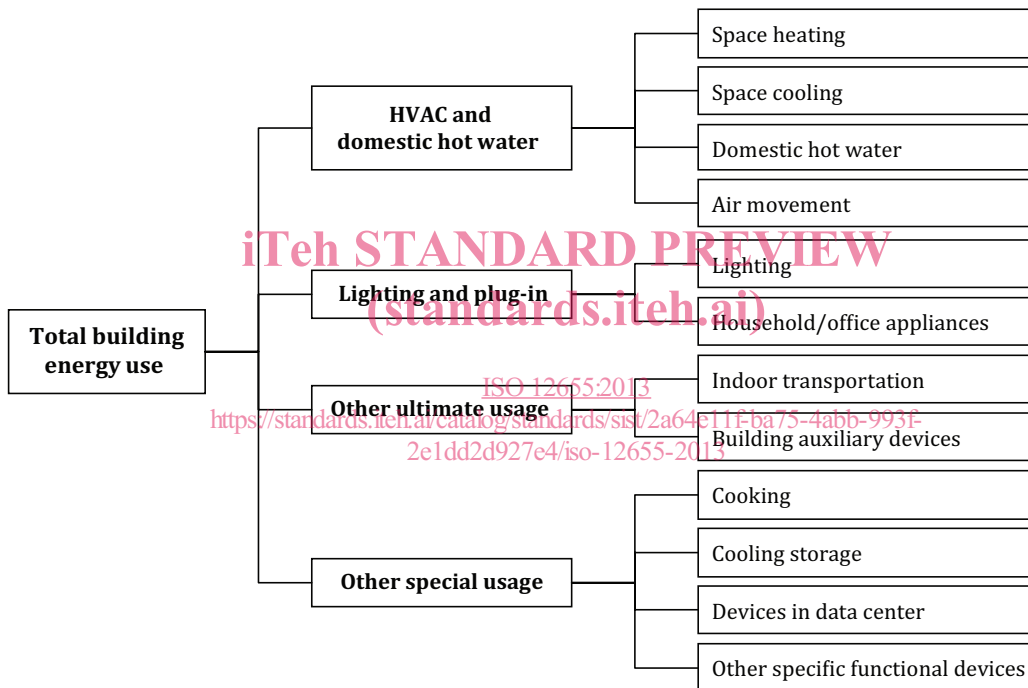 Space heating
HVAC and
domestic hot water
Space cooling
Domestic hot water
Air movement
iTeh STANDARD PREVIEW
Lighting and plug-in
Lighting
(standards.iteh.ai)
Household/office appliances
Total building
energy use
ISO 12655:2013
Other ultimate usage
Indoor transportation
https://standards.iteh.ai/catalog/standards/sist/2a64e11f-ba75-4abb-993f-
2e1dd2d927e4/iso-12655-2013
Building auxiliary devices
Other special usage
Cooking
Cooling storage
Devices in data center
Other specific functional devices